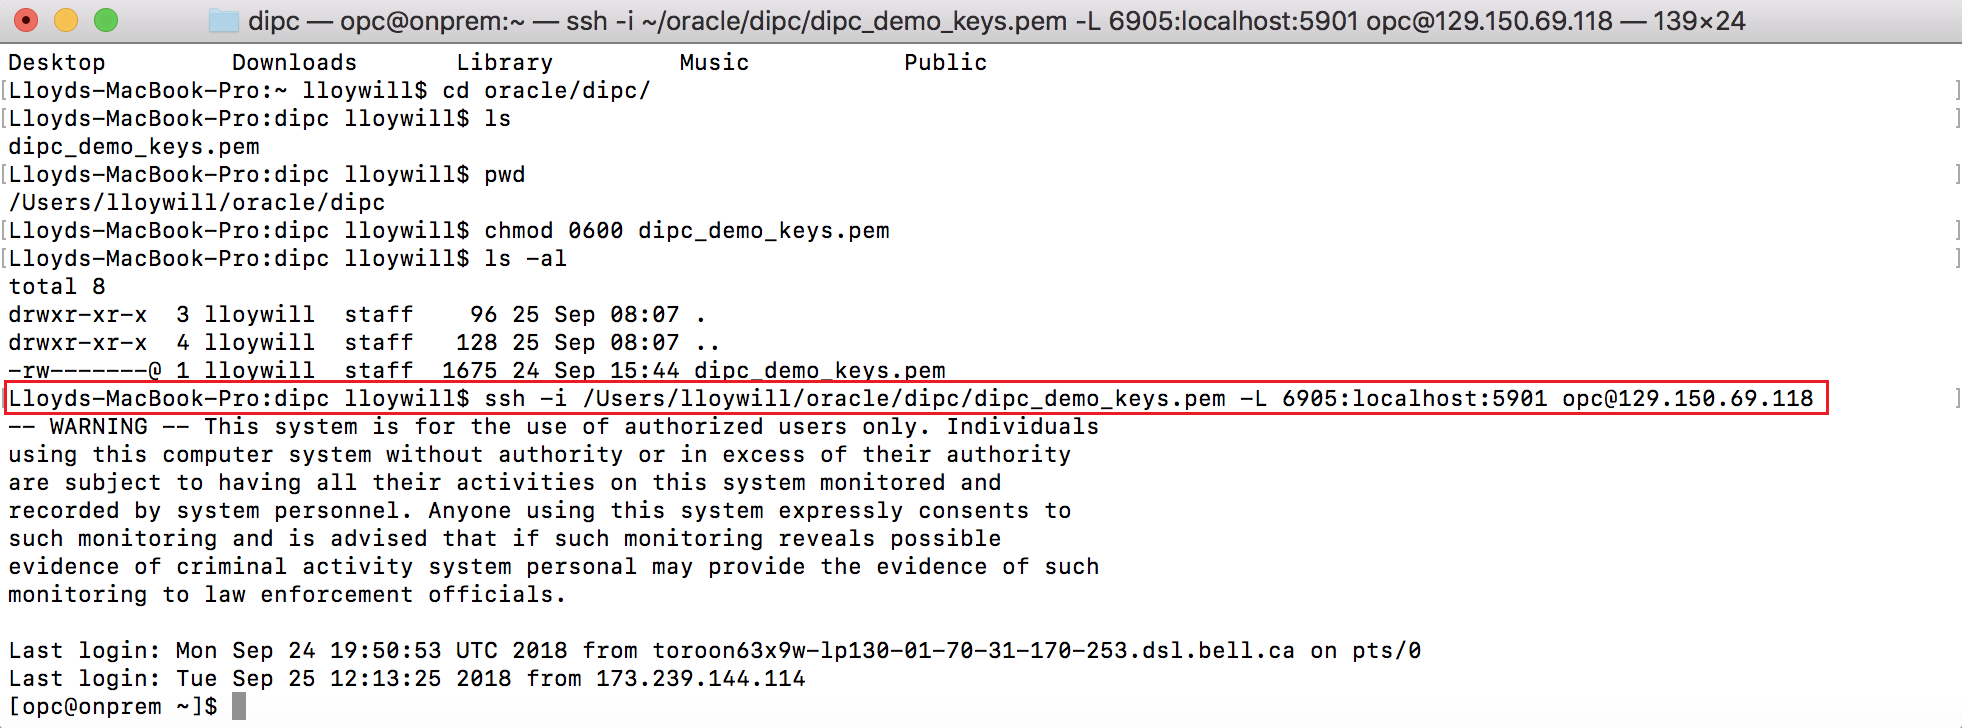 dipc — opc@onprem:~ — ssh -i ~/oracle/dipc/dipc_demo_keys.pem -L 6905:localhost:5901 opc@129.150.69.118 — 139×24
Desktop Downloads Library Music Public
[Lloyds-MacBook-Pro:~ lloywill$ cd oracle/dipc/ ]
[Lloyds-MacBook-Pro:dipc lloywill$ ls ]
dipc_demo_keys.pem
[Lloyds-MacBook-Pro:dipc lloywill$ pwd ]
/Users/lloywill/oracle/dipc
[Lloyds-MacBook-Pro:dipc lloywill$ chmod 0600 dipc_demo_keys.pem ]
[Lloyds-MacBook-Pro:dipc lloywill$ ls -al ]
total 8
drwxr-xr-x 3 lloywill staff 96 25 Sep 08:07 .
drwxr-xr-x 4 lloywill staff 128 25 Sep 08:07 ..
-rw-------@ 1 lloywill staff 1675 24 Sep 15:44 dipc_demo_keys.pem
[Lloyds-MacBook-Pro:dipc lloywill$ ssh -i /Users/lloywill/oracle/dipc/dipc_demo_keys.pem -L 6905:localhost:5901 opc@129.150.69.118 ]
-- WARNING -- This system is for the use of authorized users only. Individuals
using this computer system without authority or in excess of their authority
are subject to having all their activities on this system monitored and
recorded by system personnel. Anyone using this system expressly consents to
such monitoring and is advised that if such monitoring reveals possible
evidence of criminal activity system personal may provide the evidence of such
monitoring to law enforcement officials.
Last login: Mon Sep 24 19:50:53 UTC 2018 from toroon63x9w-lp130-01-70-31-170-253.dsl.bell.ca on pts/0
Last login: Tue Sep 25 12:13:25 2018 from 173.239.144.114
[opc@onprem ~]$